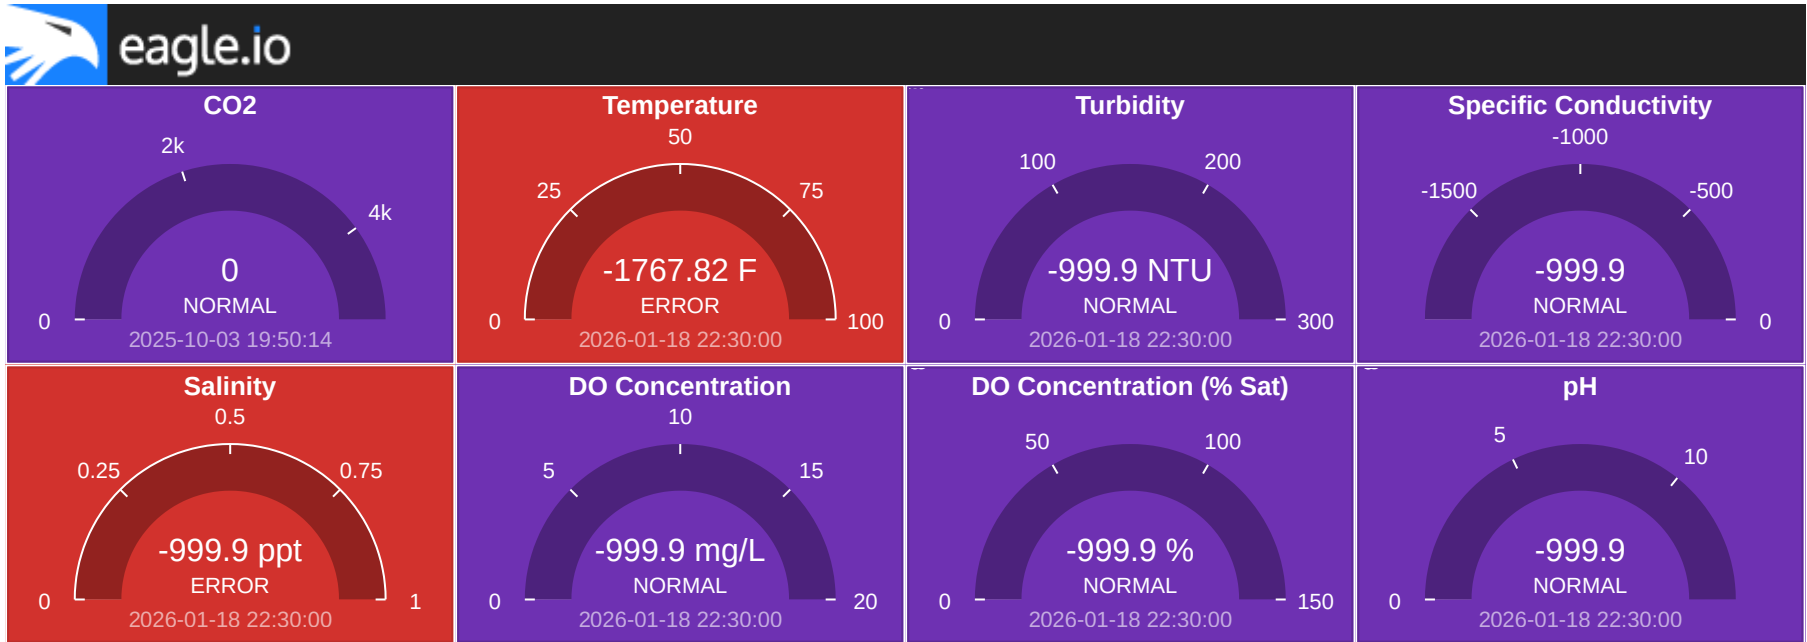 eagle.io
CO2
2k
4k
0
0
NORMAL
2025-10-03 19:50:14
Temperature
50
25
75
-1767.82 F
ERROR
0
100
2026-01-18 22:30:00
Turbidity
100
200
-999.9 NTU
NORMAL
0
300
2026-01-18 22:30:00
Specific Conductivity
-1000
-1500
-500
-999.9
NORMAL
0
2026-01-18 22:30:00
Salinity
0.5
0.25
0.75
-999.9 ppt
ERROR
0
1
2026-01-18 22:30:00
DO Concentration
10
5
15
-999.9 mg/L
NORMAL
0
20
2026-01-18 22:30:00
DO Concentration (% Sat)
50
100
-999.9 %
NORMAL
0
150
2026-01-18 22:30:00
pH
5
10
-999.9
NORMAL
0
2026-01-18 22:30:00